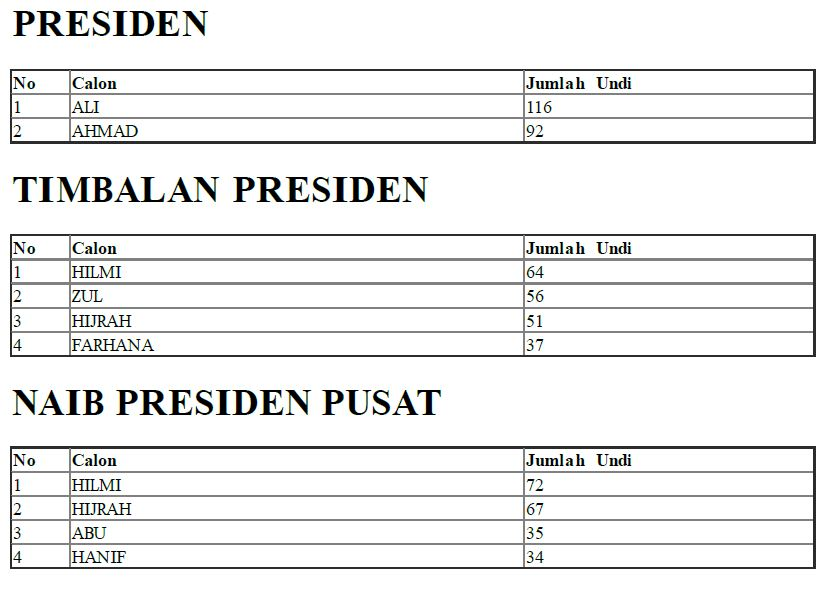 PRESIDEN
No Calon Jumlah Undi
1 ALI 116
2 AHMAD 92
TIMBALAN PRESIDEN
No Calon Jumlah Undi
1 HILMI 64
2 ZUL 56
3 HIJRAH 51
4 FARHANA 37
NAIB PRESIDEN PUSAT
No Calon Jumlah Undi
1 HILMI 72
2 HIJRAH 67
3 ABU 35
4 HANIF 34